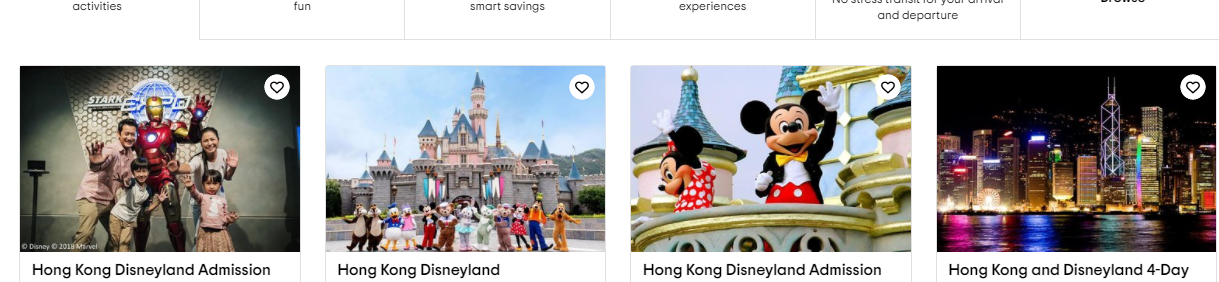 activities
fun
smart savings
experiences
No stress transit for your arrival
and departure
Browse
STARK
EXPO
© Disney © 2018 Marvel
Hong Kong Disneyland Admission
Hong Kong Disneyland
Hong Kong Disneyland Admission
Hong Kong and Disneyland 4-Day